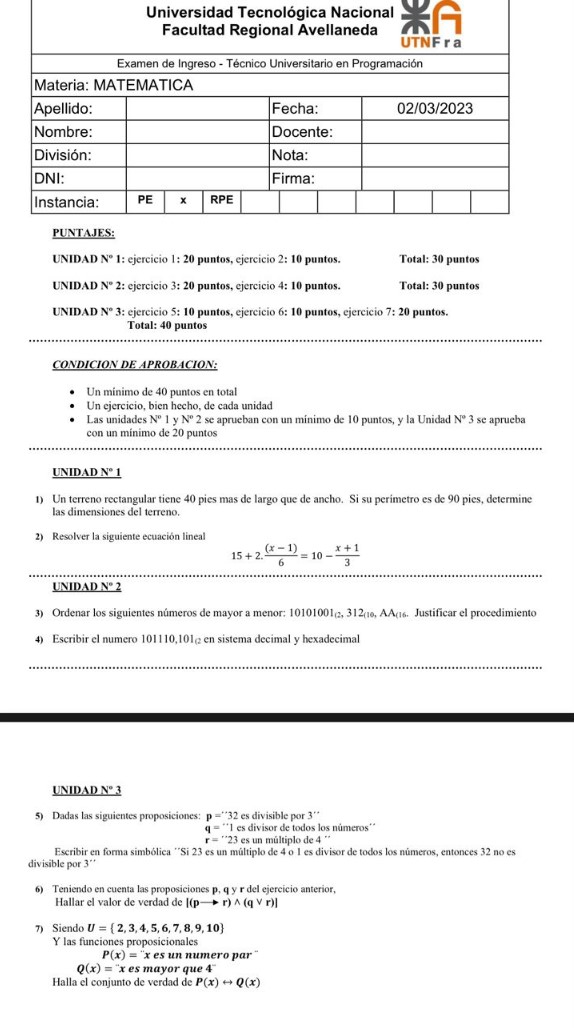 Universidad Tecnológica Nacional
Facultad Regional Avellaneda
UTNFra
Examen de Ingreso - Técnico Universitario en Programación
Materia: MATEMATICA
Apellido: Fecha: 02/03/2023
Nombre: Docente:
División: Nota:
DNI: Firma:
Instancia: PE x RPE
PUNTAJES:
UNIDAD Nº 1: ejercicio 1: 20 puntos, ejercicio 2: 10 puntos. Total: 30 puntos
UNIDAD Nº 2: ejercicio 3: 20 puntos, ejercicio 4: 10 puntos. Total: 30 puntos
UNIDAD Nº 3: ejercicio 5: 10 puntos, ejercicio 6: 10 puntos, ejercicio 7: 20 puntos.
Total: 40 puntos
CONDICION DE APROBACION:
• Un mínimo de 40 puntos en total
• Un ejercicio, bien hecho, de cada unidad
• Las unidades Nº 1 y Nº 2 se aprueban con un mínimo de 10 puntos, y la Unidad Nº 3 se aprueba
con un mínimo de 20 puntos
UNIDAD Nº 1
1) Un terreno rectangular tiene 40 pies mas de largo que de ancho. Si su perímetro es de 90 pies, determine
las dimensiones del terreno.
2) Resolver la siguiente ecuación lineal
15 + 2.(x − 1)/6 = 10 − x + 1/3
UNIDAD Nº 2
3) Ordenar los siguientes números de mayor a menor: 10101001(2, 312(10, AA(16. Justificar el procedimiento
4) Escribir el numero 101110,101(2 en sistema decimal y hexadecimal
UNIDAD Nº 3
5) Dadas las siguientes proposiciones: p =´´32 es divisible por 3´´
q = ´´1 es divisor de todos los números´´
r = ´´23 es un múltiplo de 4 ´´
Escribir en forma simbólica ´´Si 23 es un múltiplo de 4 o 1 es divisor de todos los números, entonces 32 no es
divisible por 3´´
6) Teniendo en cuenta las proposiciones p, q y r del ejercicio anterior,
Hallar el valor de verdad de [(p→ r) ∧ (q ∨ r)]
7) Siendo U = { 2, 3, 4, 5, 6, 7, 8, 9, 10}
Y las funciones proposicionales
P(x) = ¨x es un numero par ¨
Q(x) = ¨x es mayor que 4¨
Halla el conjunto de verdad de P(x) ↔ Q(x)